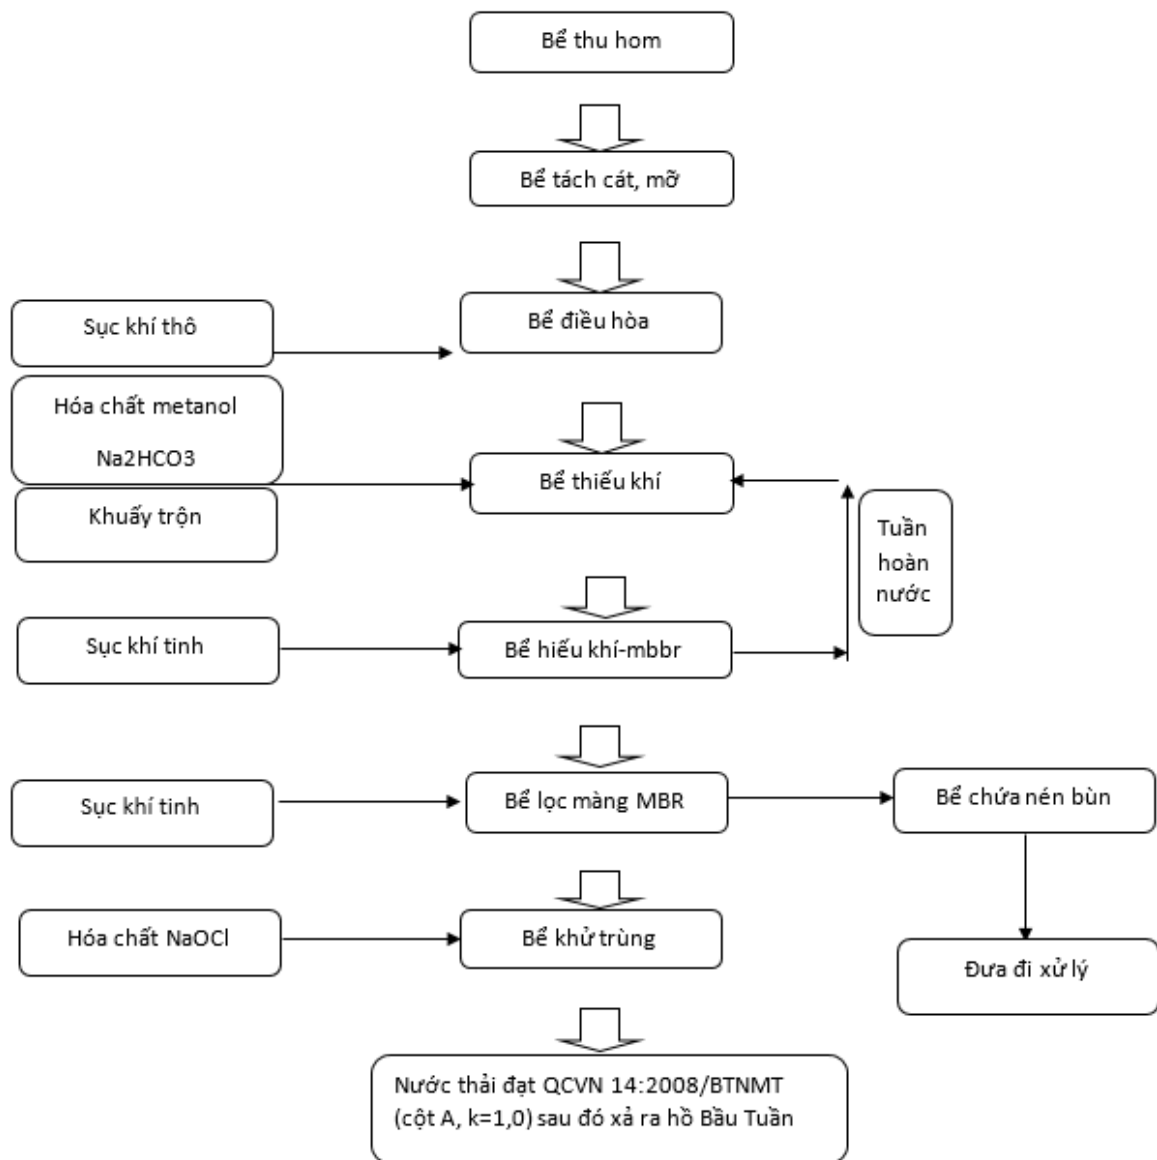 Bể thu hom
Bể tách cát, mỡ
Sục khí thô
Bể điều hòa
Hóa chất metanol
Na2HCO3
Khuấy trộn
Bể thiếu khí
Tuần
hoàn
nước
Sục khí tinh
Bể hiếu khí-mbbr
Sục khí tinh
Bể lọc màng MBR
Bể chứa nén bùn
Hóa chất NaOCl
Bể khử trùng
Đưa đi xử lý
Nước thải đạt QCVN 14:2008/BTNMT
(cột A, k=1,0) sau đó xả ra hồ Bầu Tuần